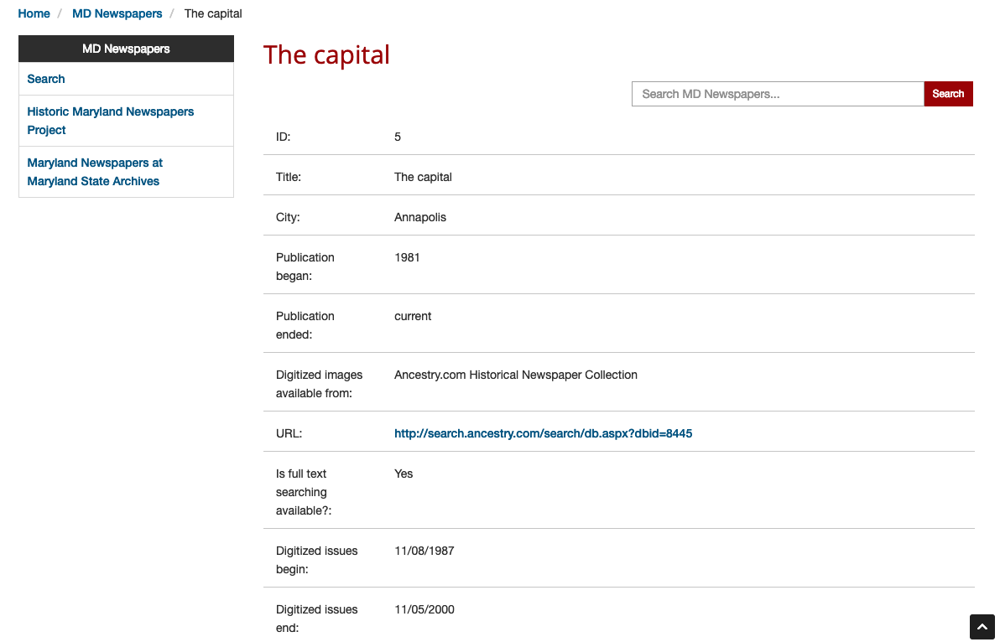 Home / MD Newspapers / The capital
MD Newspapers
Search
Historic Maryland Newspapers
Project
Maryland Newspapers at
Maryland State Archives
The capital
Search MD Newspapers... Search
ID: 5
Title: The capital
City: Annapolis
Publication 1981
began:
Publication current
ended:
Digitized images Ancestry.com Historical Newspaper Collection
available from:
URL: http://search.ancestry.com/search/db.aspx?dbid=8445
Is full text Yes
searching
available?:
Digitized issues 11/08/1987
begin:
Digitized issues 11/05/2000
end: